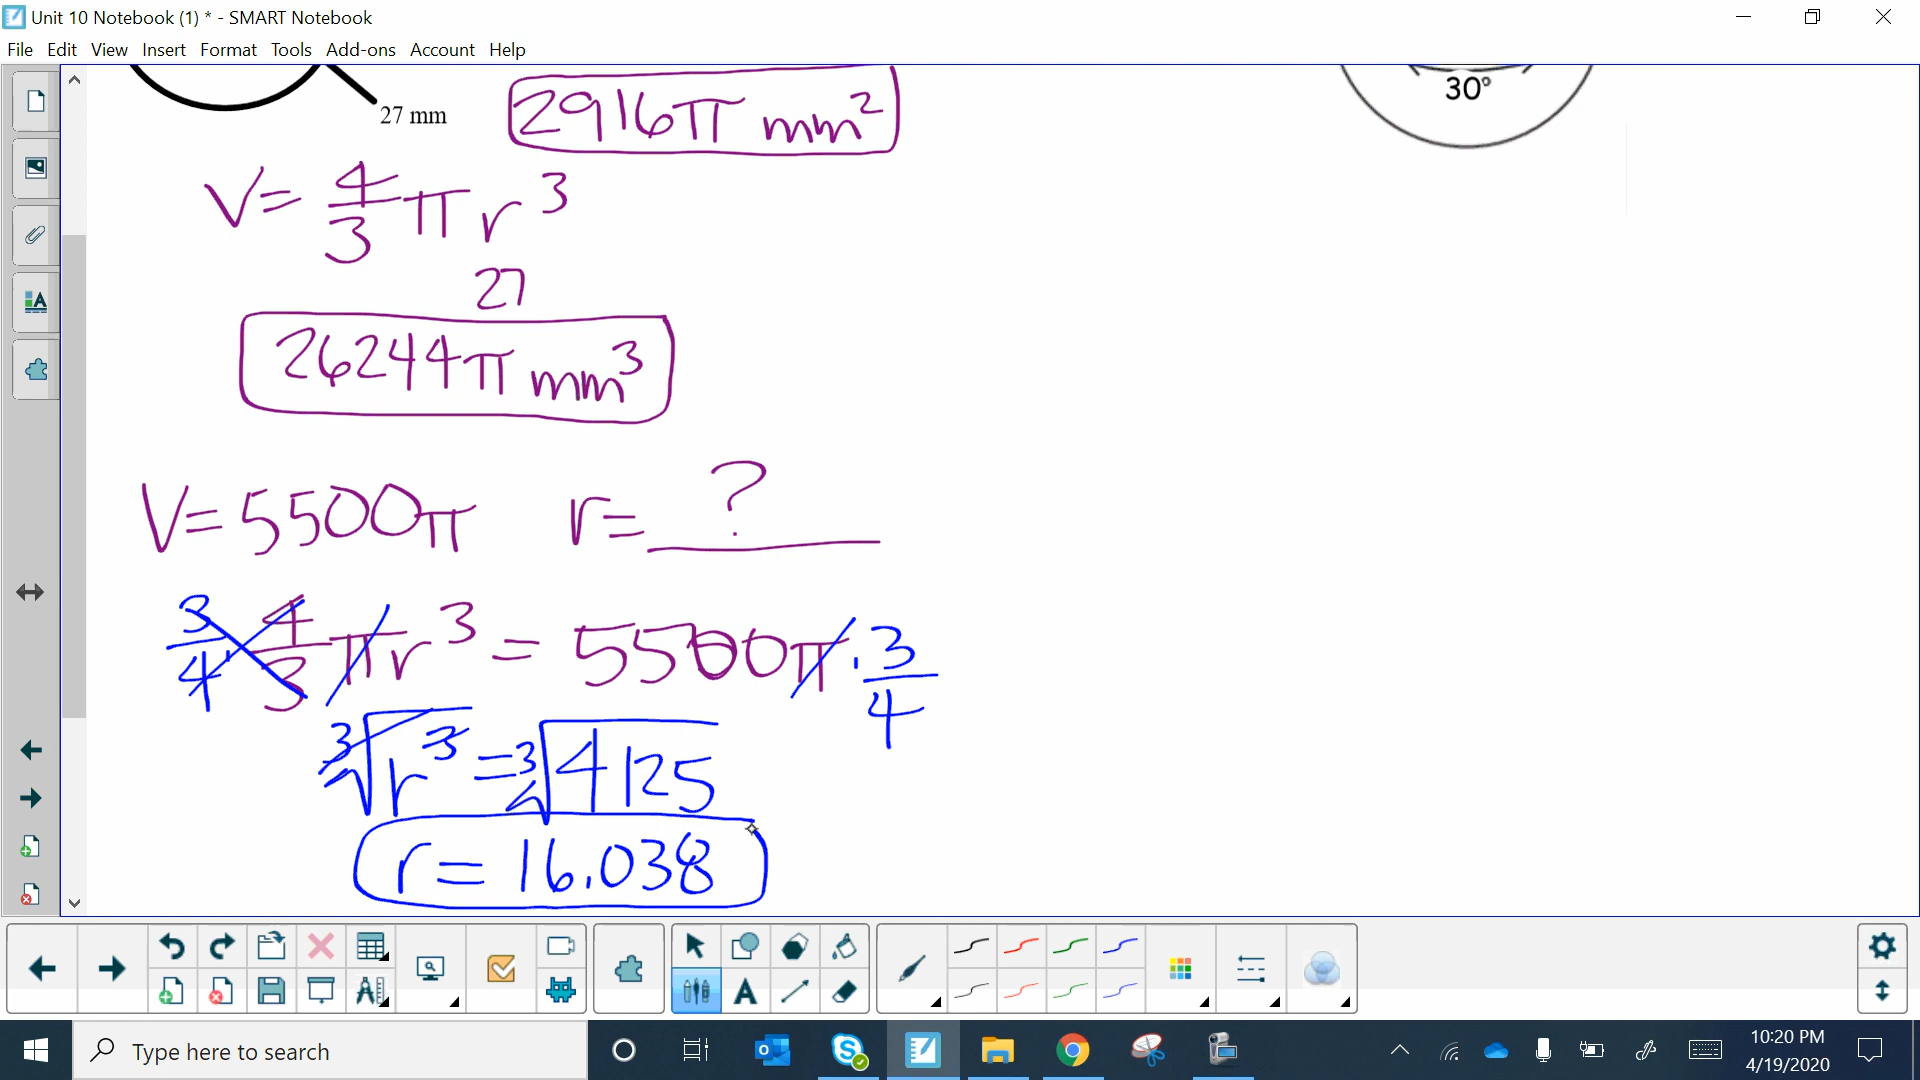 Unit 10 Notebook (1) * - SMART Notebook
File Edit View Insert Format Tools Add-ons Account Help
27 mm
2916π mm²
30°
V= 4/3 π r³
27
26244π mm³
V=5500π r= ?
3/4 4/3 π r³ = 5500π · 3/4
∛r³ = ∛4125
r= 16.038
Type here to search
10:20 PM
4/19/2020